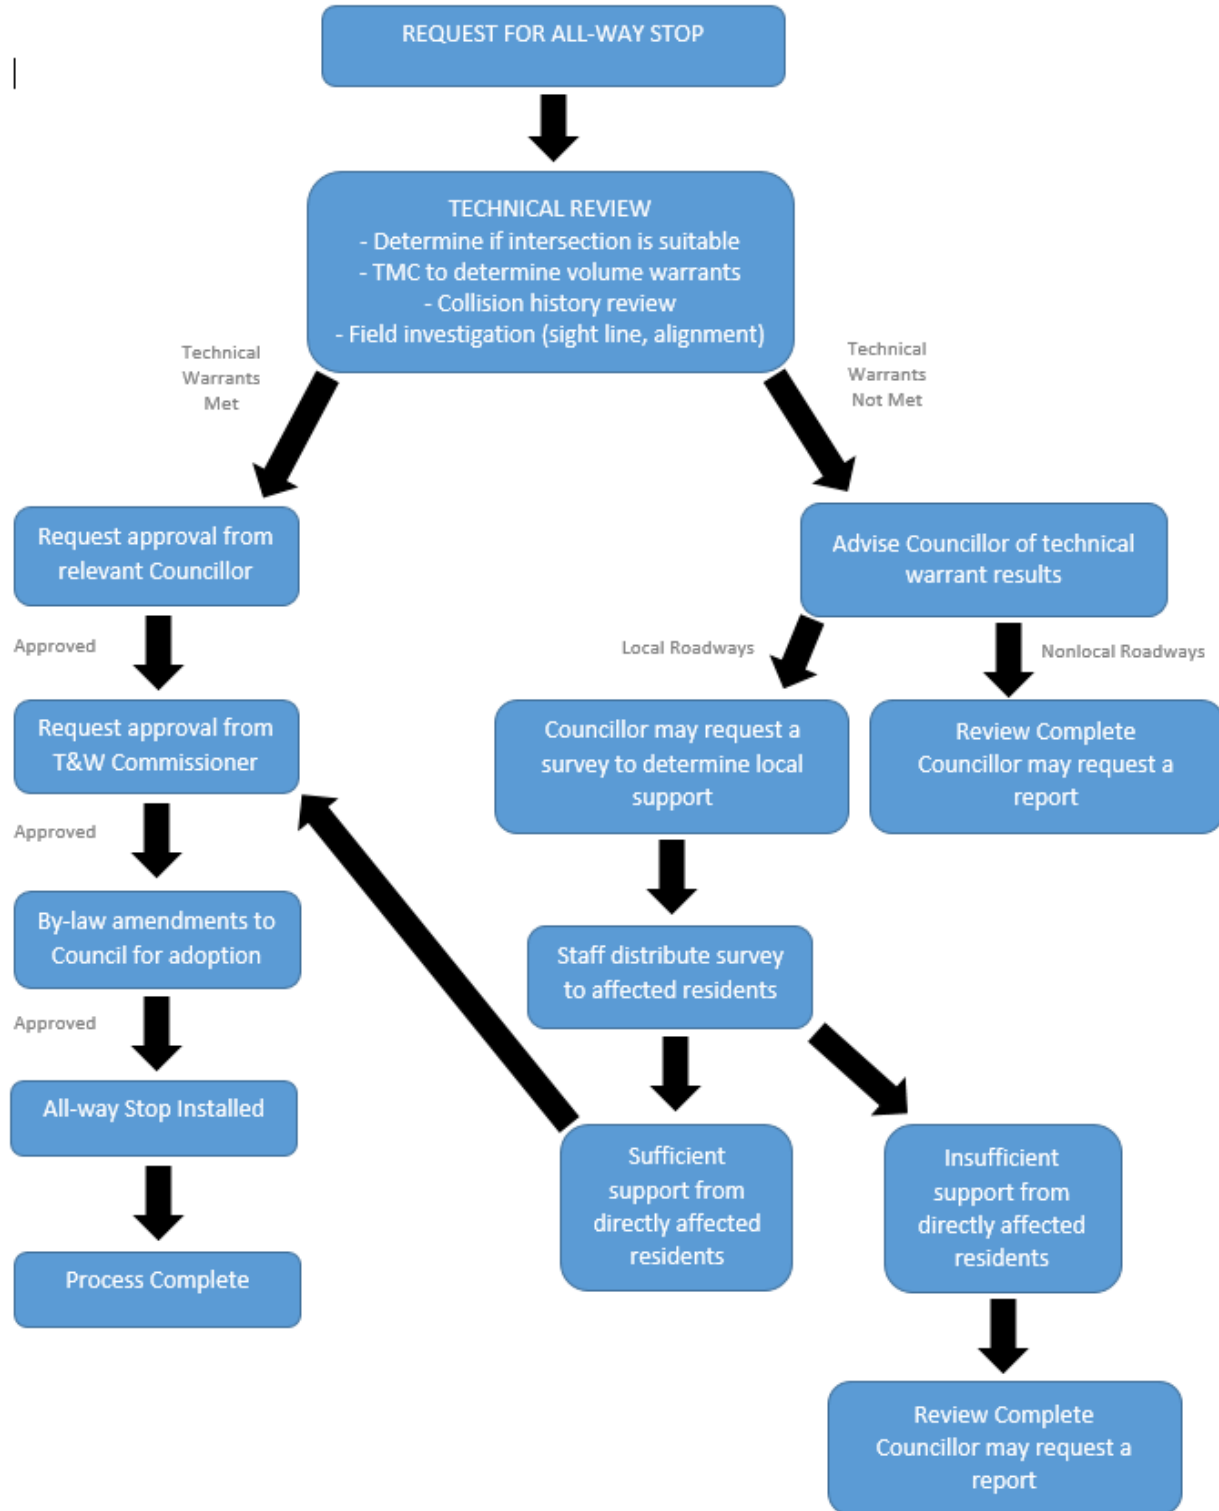 REQUEST FOR ALL-WAY STOP
TECHNICAL REVIEW
- Determine if intersection is suitable
- TMC to determine volume warrants
- Collision history review
- Field investigation (sight line, alignment)
Technical
Warrants
Met
Technical
Warrants
Not Met
Request approval from
relevant Councillor
Advise Councillor of technical
warrant results
Approved
Local Roadways
Nonlocal Roadways
Request approval from
T&W Commissioner
Councillor may request a
survey to determine local
support
Review Complete
Councillor may request a
report
Approved
By-law amendments to
Council for adoption
Staff distribute survey
to affected residents
Approved
All-way Stop Installed
Sufficient
support from
directly affected
residents
Insufficient
support from
directly affected
residents
Process Complete
Review Complete
Councillor may request a
report